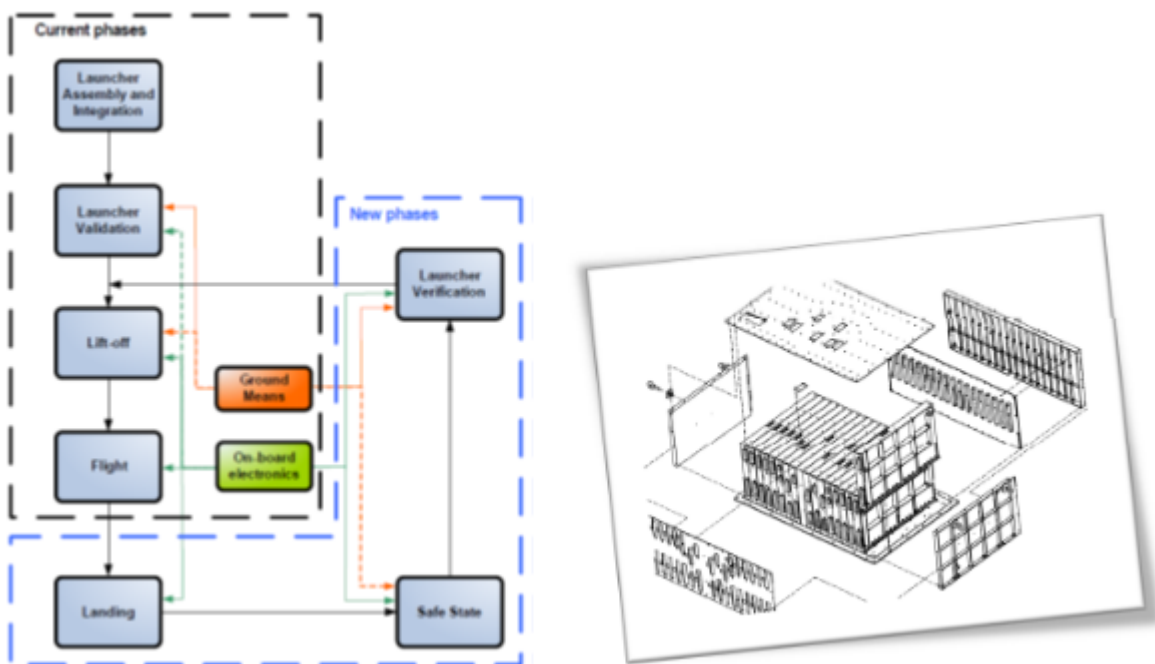 Current phases
Launcher
Assembly and
Integration
Launcher
Validation
New phases
Launcher
Verification
Lift-off
Ground
Means
Flight
On-board
electronics
Landing
Safe State